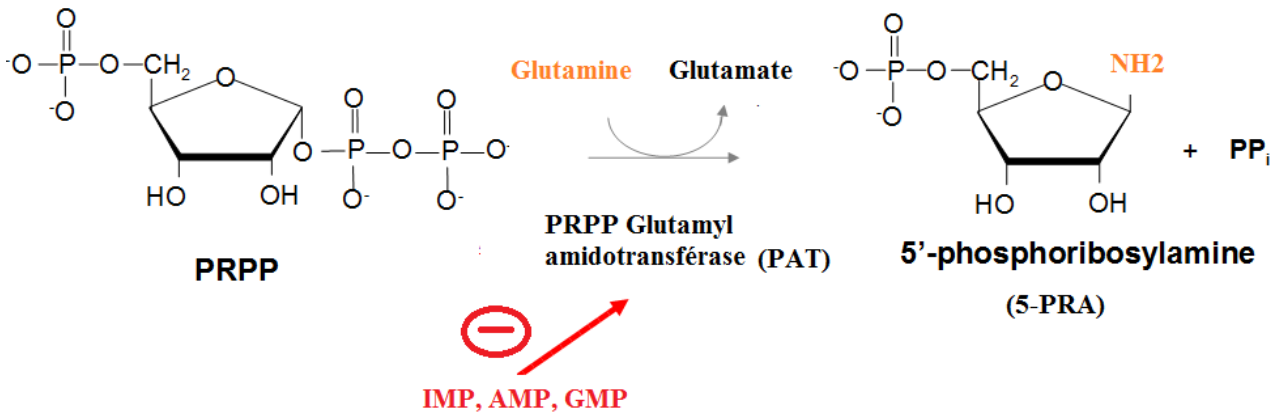 O
-O—P—O—CH2
O
-O
O
O
O—P—O—P—O-
O-
O-
HO
OH
PRPP
Glutamine
Glutamate
PRPP Glutamyl
amidotransférase (PAT)
IMP, AMP, GMP
O
-O—P—O—CH2
O
NH2
-O
HO
OH
+ PPi
5’-phosphoribosylamine
(5-PRA)